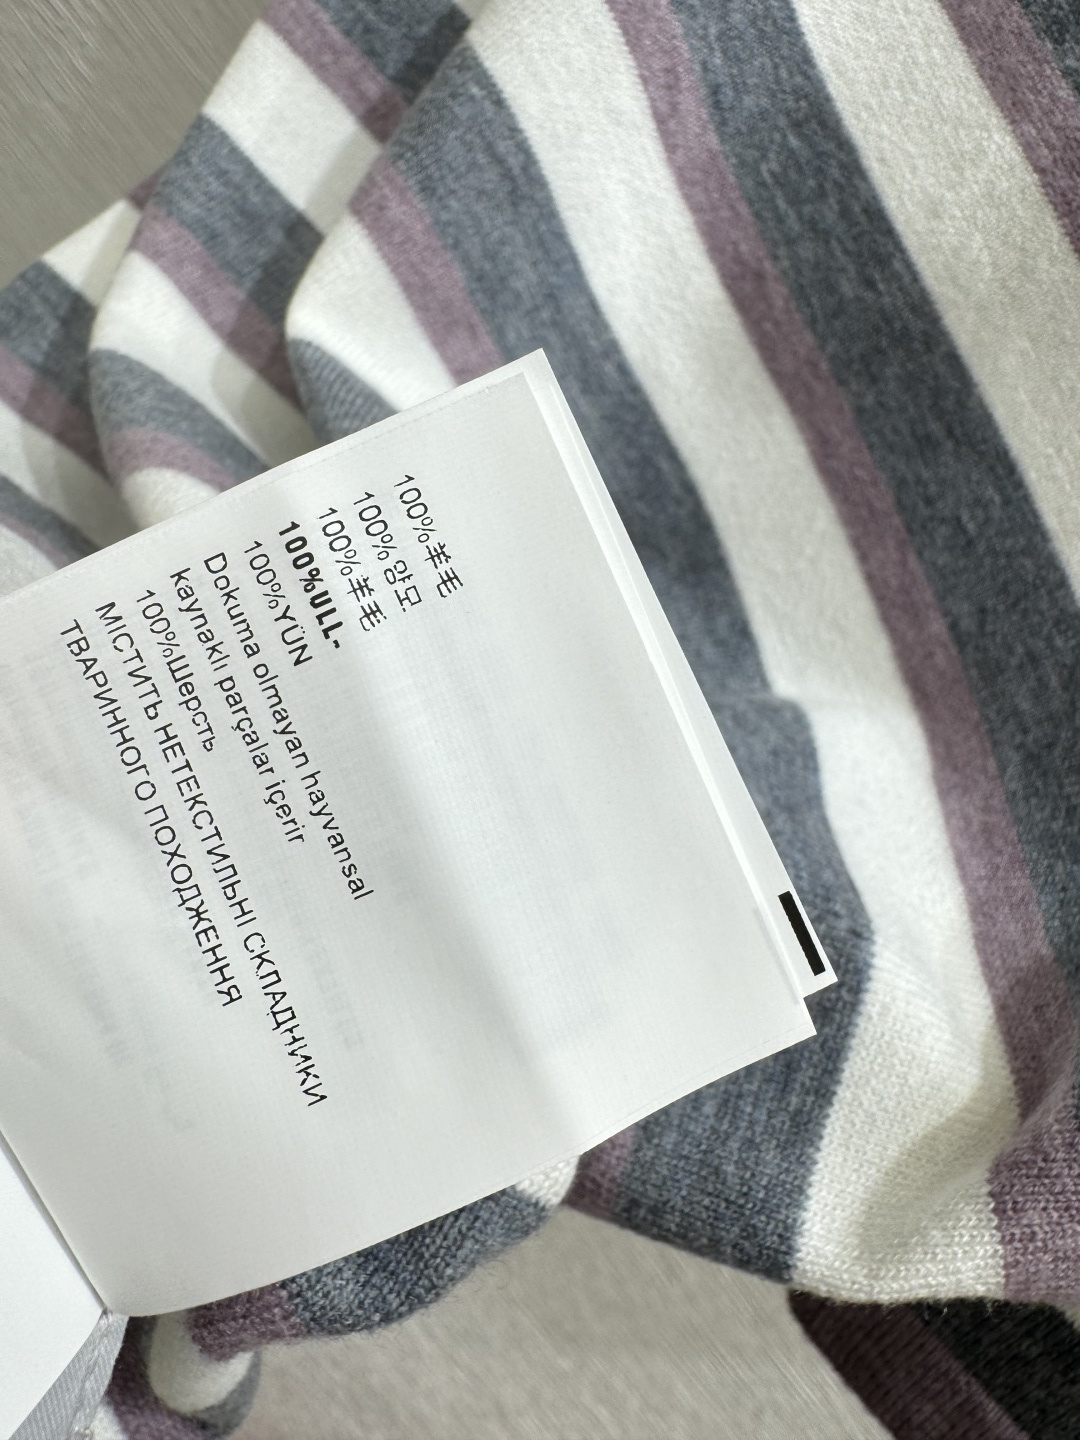 100%羊毛
100%양모
100%羊毛
100%ULL-
100%YÜN
Dokuma olmayan hayvansal
kaynaklı parçalar içerir
100%Шерсть
МІСТИТЬ НЕТЕКСТИЛЬНІ СКЛАДНИКИ
ТВАРИННОГО ПОХОДЖЕННЯ